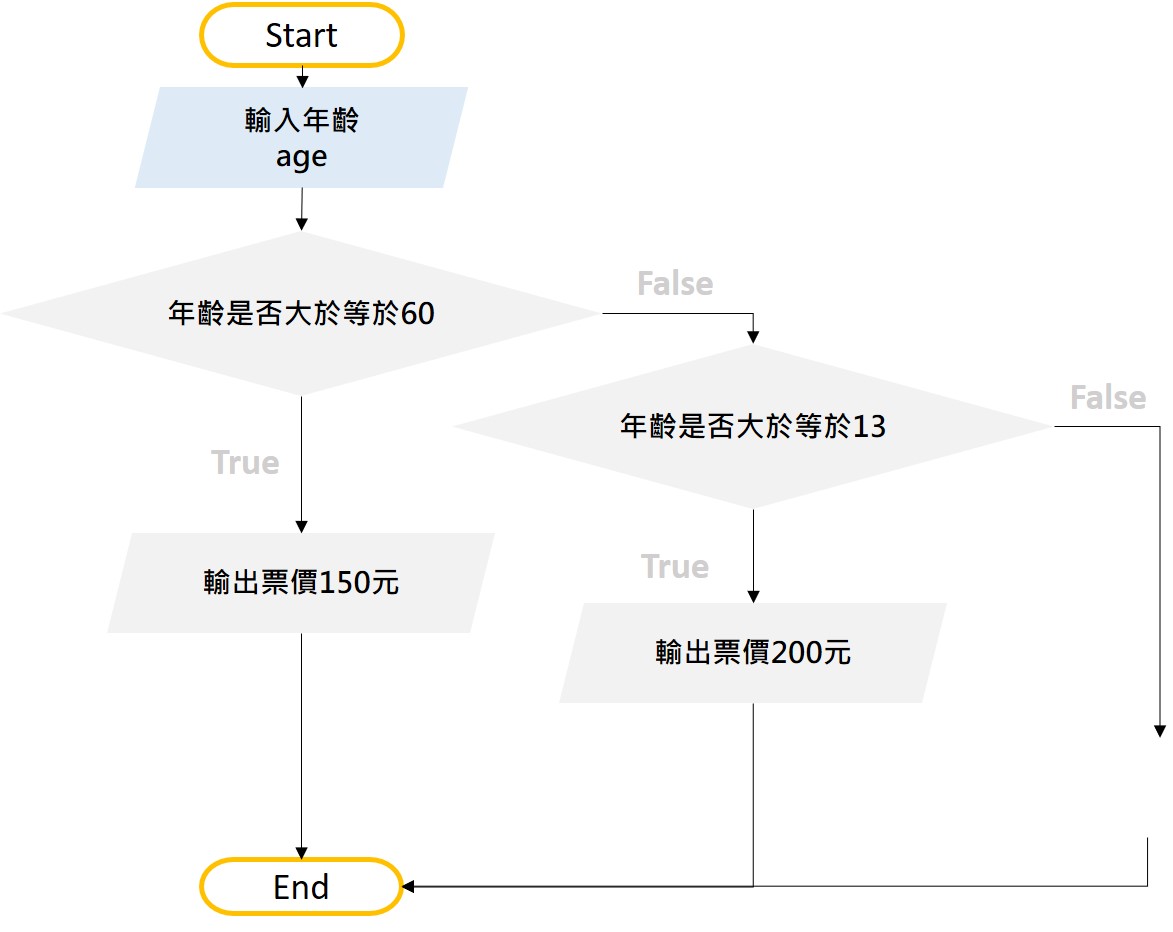 Start
輸入年齡
age
年齡是否大於等於60
False
年齡是否大於等於13
False
True
輸出票價150元
True
輸出票價200元
End